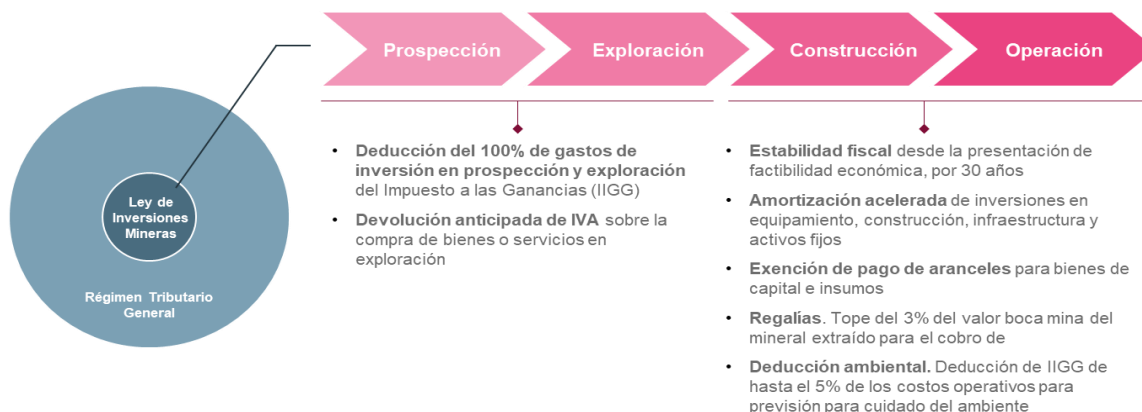 Prospección
Exploración
Construcción
Operación
Ley de
Inversiones
Mineras
Régimen Tributario
General
• Deducción del 100% de gastos de
inversión en prospección y exploración
del Impuesto a las Ganancias (IIGG)
• Devolución anticipada de IVA sobre la
compra de bienes o servicios en
exploración
• Estabilidad fiscal desde la presentación de
factibilidad económica, por 30 años
• Amortización acelerada de inversiones en
equipamiento, construcción, infraestructura y
activos fijos
• Exención de pago de aranceles para bienes de
capital e insumos
• Regalías. Tope del 3% del valor boca mina del
mineral extraído para el cobro de
• Deducción ambiental. Deducción de IIGG de
hasta el 5% de los costos operativos para
previsión para cuidado del ambiente